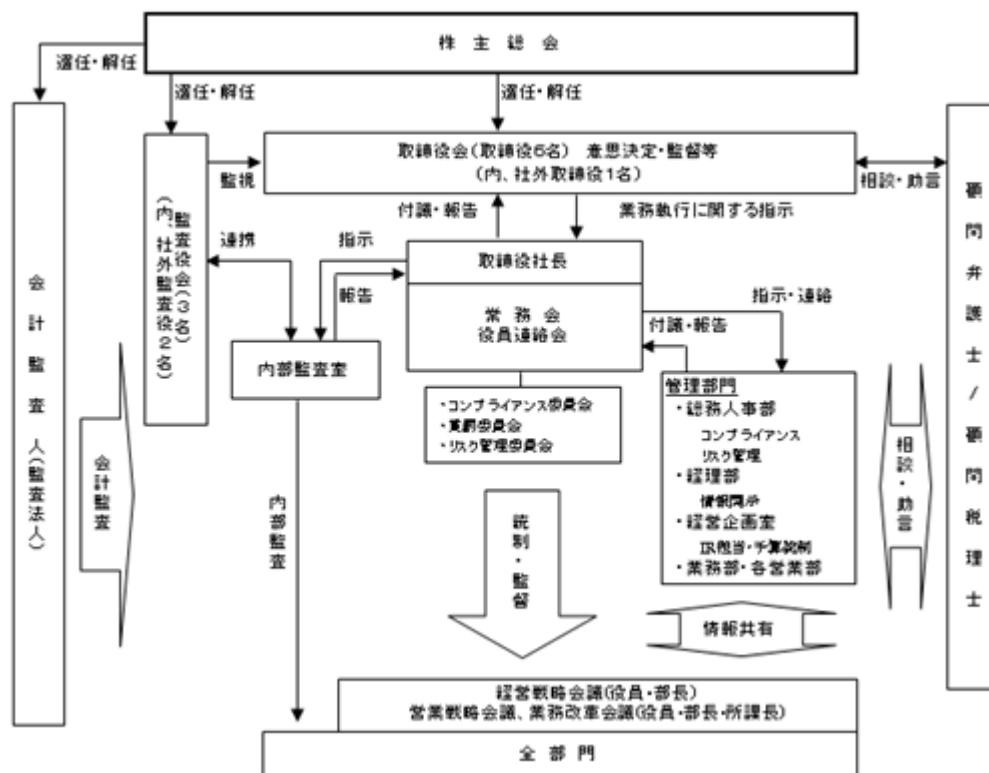 株主総会
選任・解任
選任・解任
選任・解任
取締役会(取締役6名) 意思決定・監督等
(内、社外取締役1名)
監視
相談・助言
付議・報告
業務執行に関する指示
監査役会(3名)
(内、社外監査役2名)
連携
指示
報告
取締役社長
常務会
役員連絡会
指示・連絡
付議・報告
内部監査室
・コンプライアンス委員会
・賞罰委員会
・リスク管理委員会
管理部門
・総務人事部
コンプライアンス
リスク管理
・経理部
情報開示
・経営企画室
IR担当・予算統制
・業務部・各営業部
会計監査人(監査法人)
会計監査
内部監査
統制・監督
情報共有
相談・助言
顧問弁護士/顧問税理士
経営戦略会議(役員・部長)
営業戦略会議、業務改革会議(役員・部長・所課長)
全部門